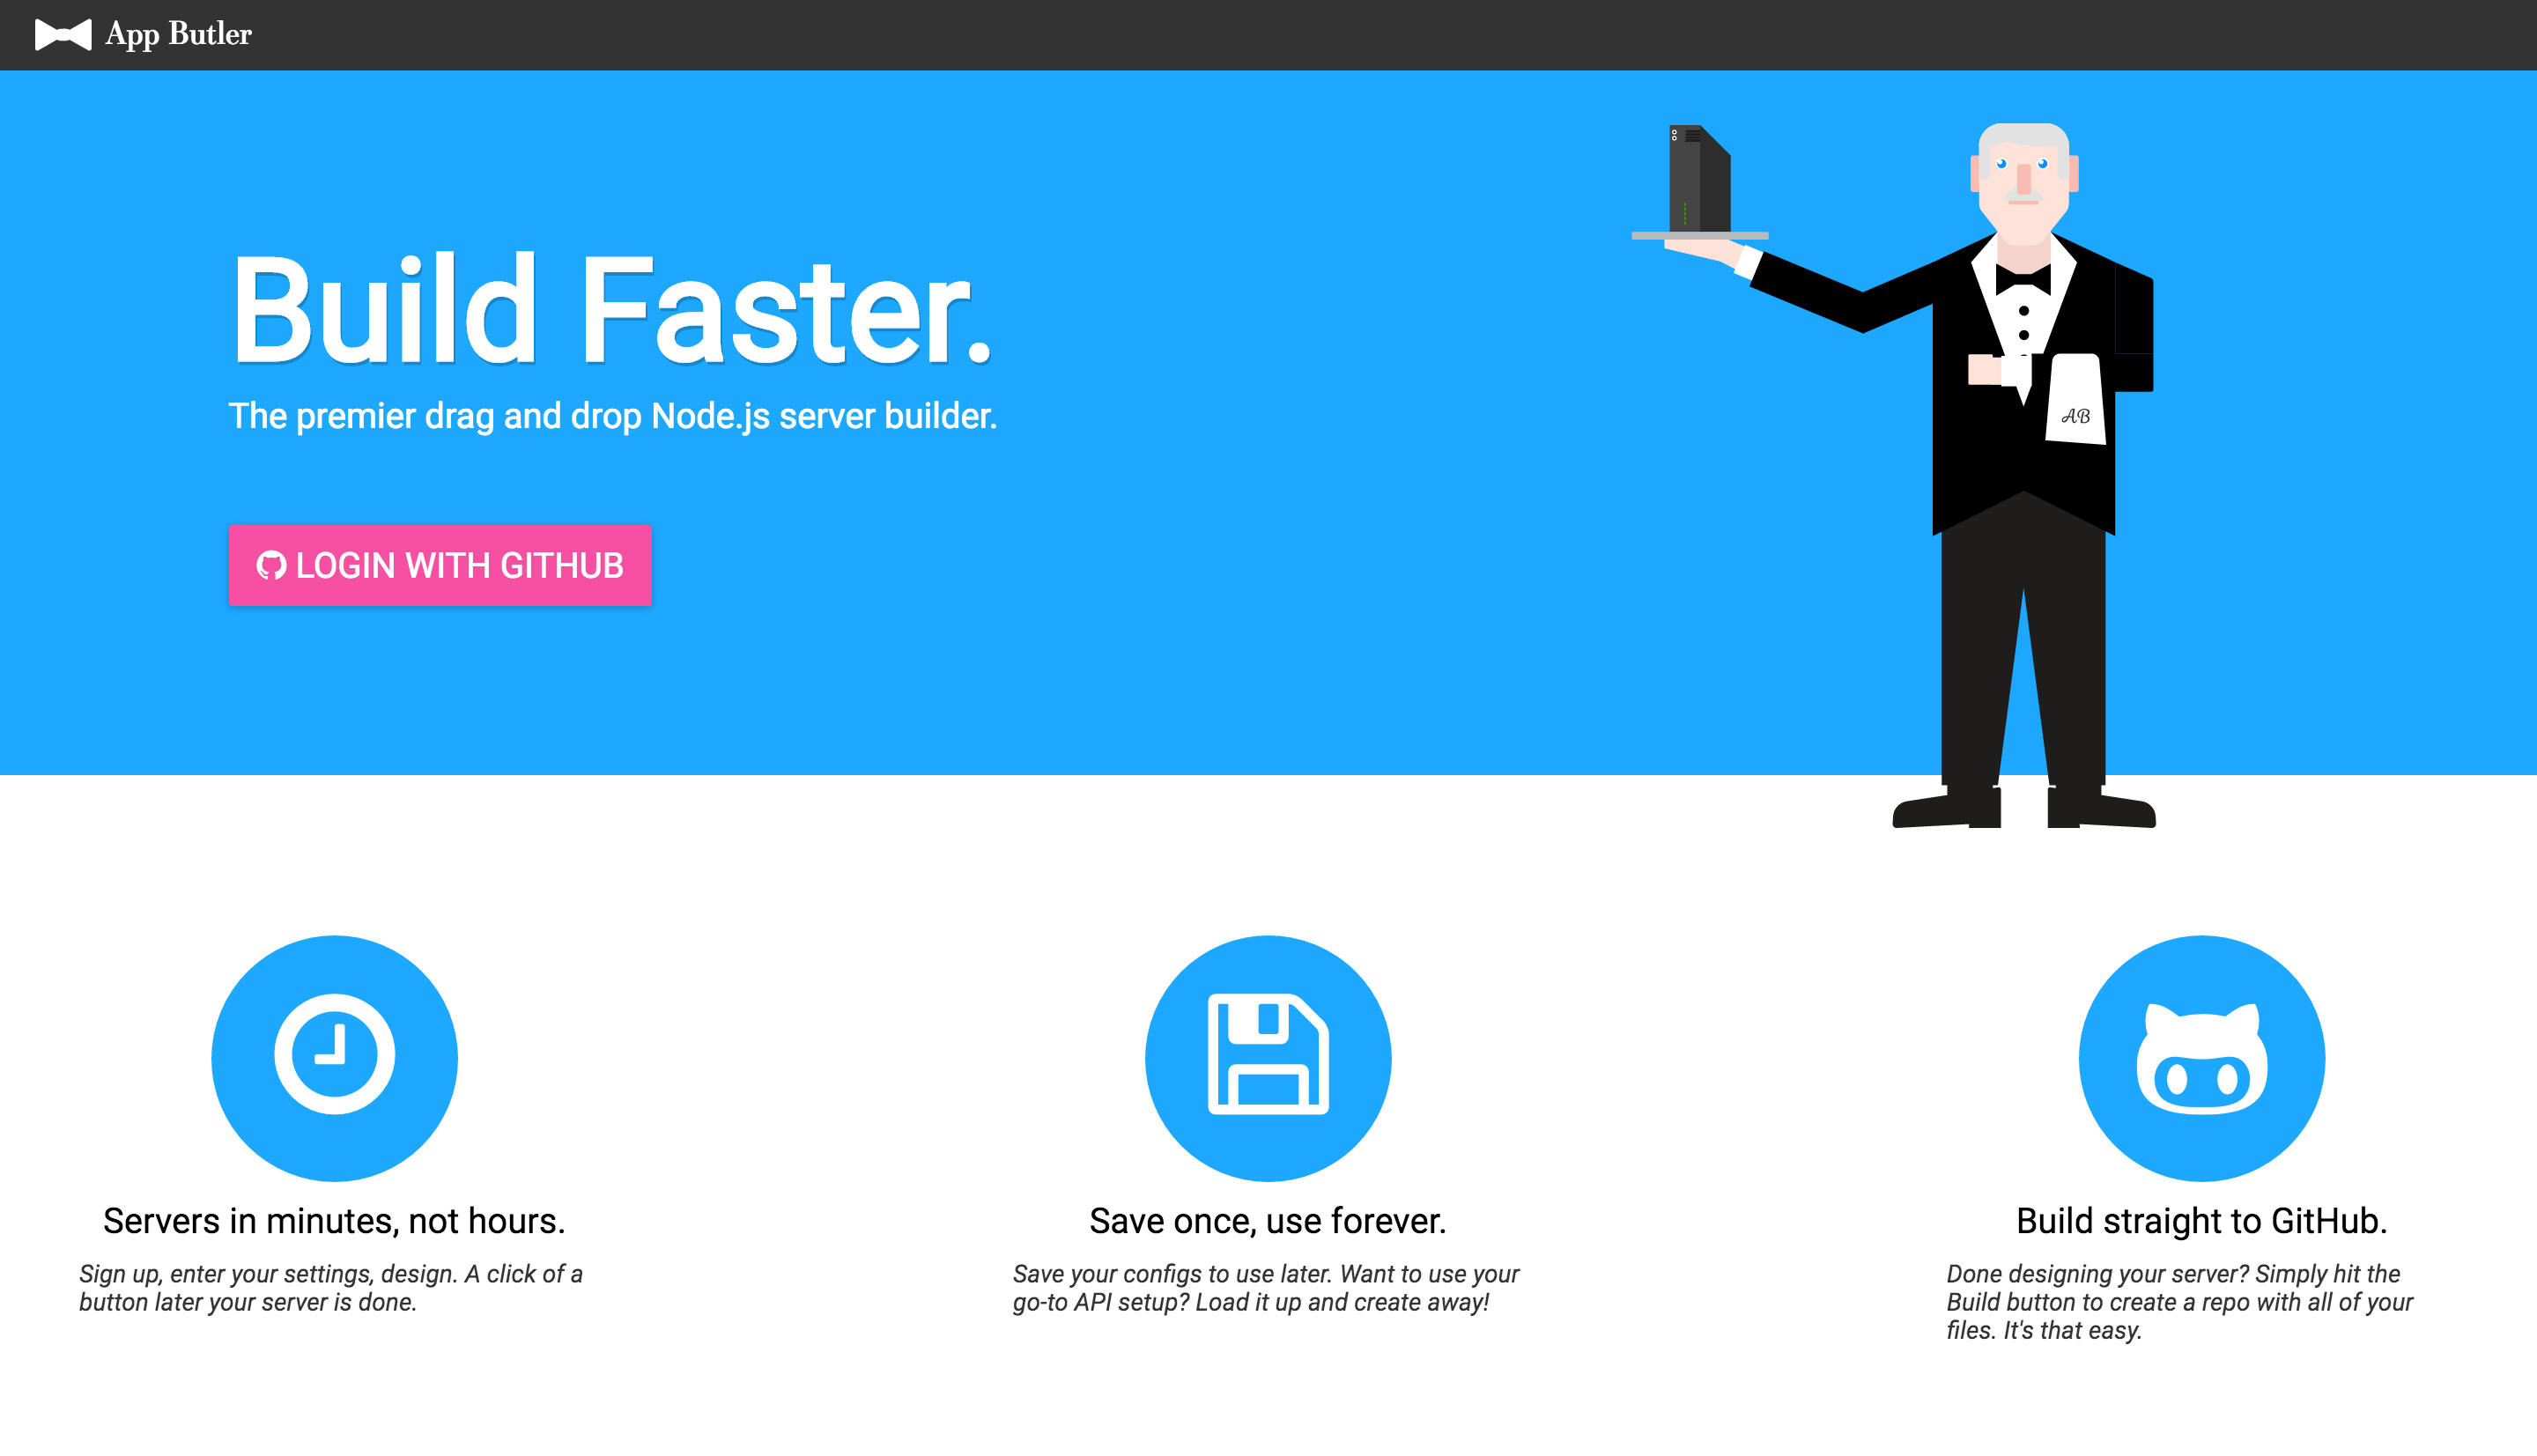 App Butler
Build Faster.
The premier drag and drop Node.js server builder.
LOGIN WITH GITHUB
AB
Servers in minutes, not hours.
Sign up, enter your settings, design. A click of a
button later your server is done.
Save once, use forever.
Save your configs to use later. Want to use your
go-to API setup? Load it up and create away!
Build straight to GitHub.
Done designing your server? Simply hit the
Build button to create a repo with all of your
files. It's that easy.